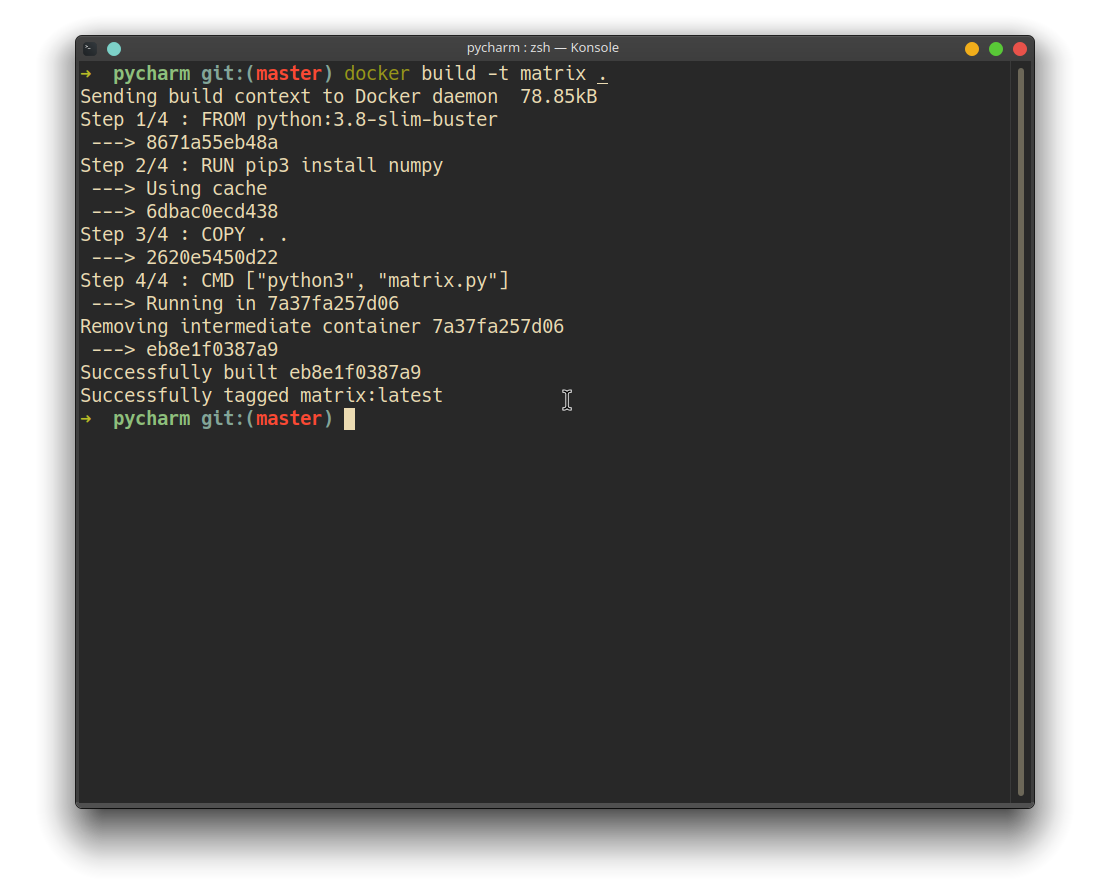 pycharm : zsh — Konsole
➜  pycharm git:(master) docker build -t matrix .
Sending build context to Docker daemon  78.85kB
Step 1/4 : FROM python:3.8-slim-buster
 ---> 8671a55eb48a
Step 2/4 : RUN pip3 install numpy
 ---> Using cache
 ---> 6dbac0ecd438
Step 3/4 : COPY . .
 ---> 2620e5450d22
Step 4/4 : CMD ["python3", "matrix.py"]
 ---> Running in 7a37fa257d06
Removing intermediate container 7a37fa257d06
 ---> eb8e1f0387a9
Successfully built eb8e1f0387a9
Successfully tagged matrix:latest
➜  pycharm git:(master)